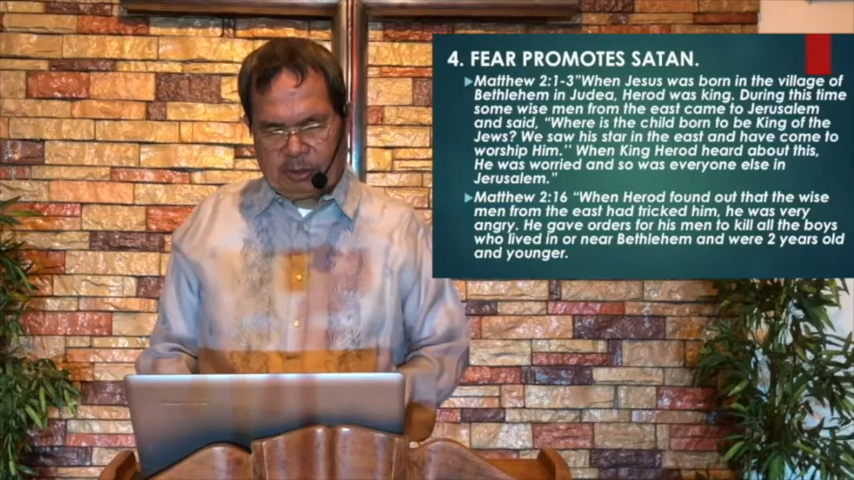 4. FEAR PROMOTES SATAN.
Matthew 2:1-3"When Jesus was born in the village of
Bethlehem in Judea, Herod was king. During this time
some wise men from the east came to Jerusalem
and said, "Where is the child born to be King of the
Jews? We saw his star in the east and have come to
worship Him.'' When King Herod heard about this,
He was worried and so was everyone else in
Jerusalem."
Matthew 2:16 "When Herod found out that the wise
men from the east had tricked him, he was very
angry. He gave orders for his men to kill all the boys
who lived in or near Bethlehem and were 2 years old
and younger.